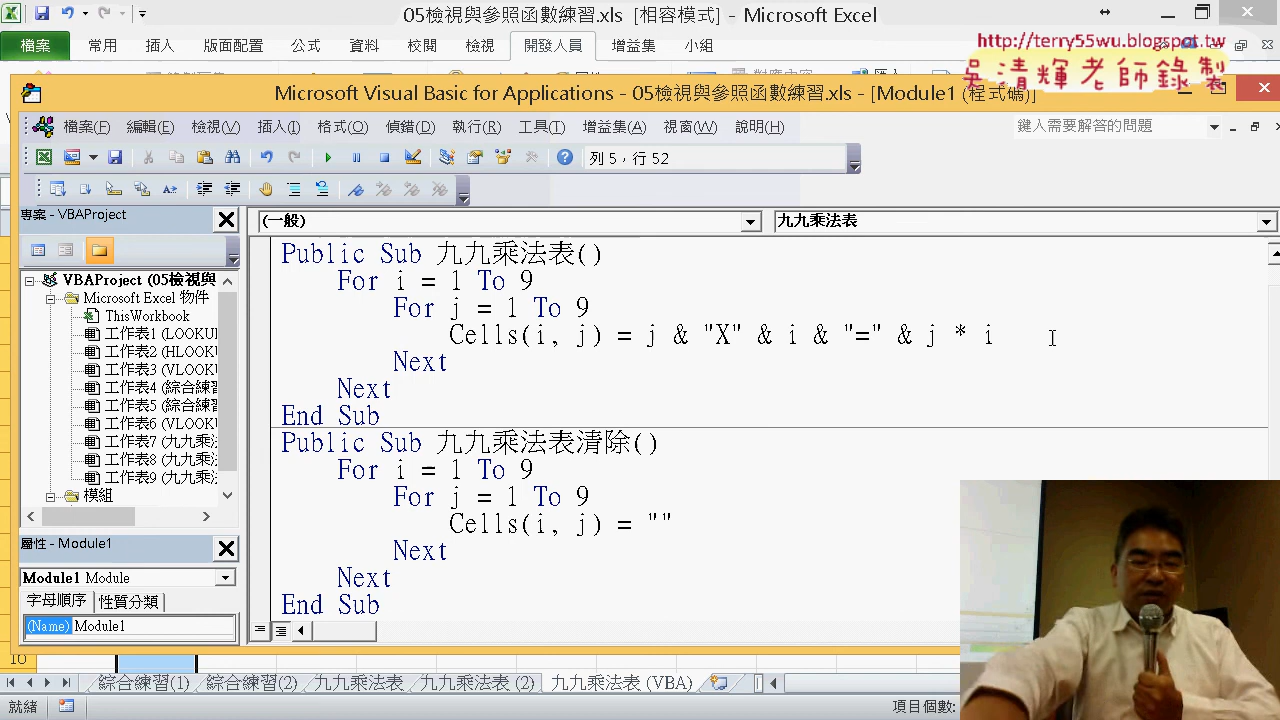 05檢視與參照函數練習.xls [相容模式] - Microsoft Excel
http://terry55wu.blogspot.tw
吳清輝老師錄製
檔案 常用 插入 版面配置 公式 資料 校閱 檢視 開發人員 增益集 小組
Microsoft Visual Basic for Applications - 05檢視與參照函數練習.xls - [Module1 (程式碼)]
檔案(F) 編輯(E) 檢視(V) 插入(I) 格式(O) 偵錯(D) 執行(R) 工具(T) 增益集(A) 視窗(W) 說明(H) 鍵入需要解答的問題
列 5，行 52
專案 - VBAProject
(一般) 九九乘法表
VBAProject (05檢視與
Microsoft Excel 物件
ThisWorkbook
工作表1 (LOOKUI
工作表2 (HLOOKI
工作表3 (VLOOKI
工作表4 (綜合練習
工作表5 (綜合練習
工作表6 (VLOOKI
工作表7 (九九乘法
工作表8 (九九乘法
工作表9 (九九乘法
模組
屬性 - Module1
Module1 Module
字母順序 性質分類
(Name) Module1
Public Sub 九九乘法表()
For i = 1 To 9
For j = 1 To 9
Cells(i, j) = j & "X" & i & "=" & j * i
Next
Next
End Sub
Public Sub 九九乘法表清除()
For i = 1 To 9
For j = 1 To 9
Cells(i, j) = ""
Next
Next
End Sub
10
綜合練習(1) 綜合練習(2) 九九乘法表 九九乘法表 (2) 九九乘法表 (VBA)
就緒 項目個數: